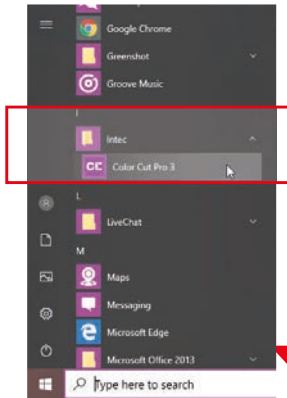 Google Chrome
Greenshot
Groove Music
I
Intec
CC Color Cut Pro 3
L
LiveChat
M
Maps
Messaging
Microsoft Edge
Microsoft Office 2013
Type here to search